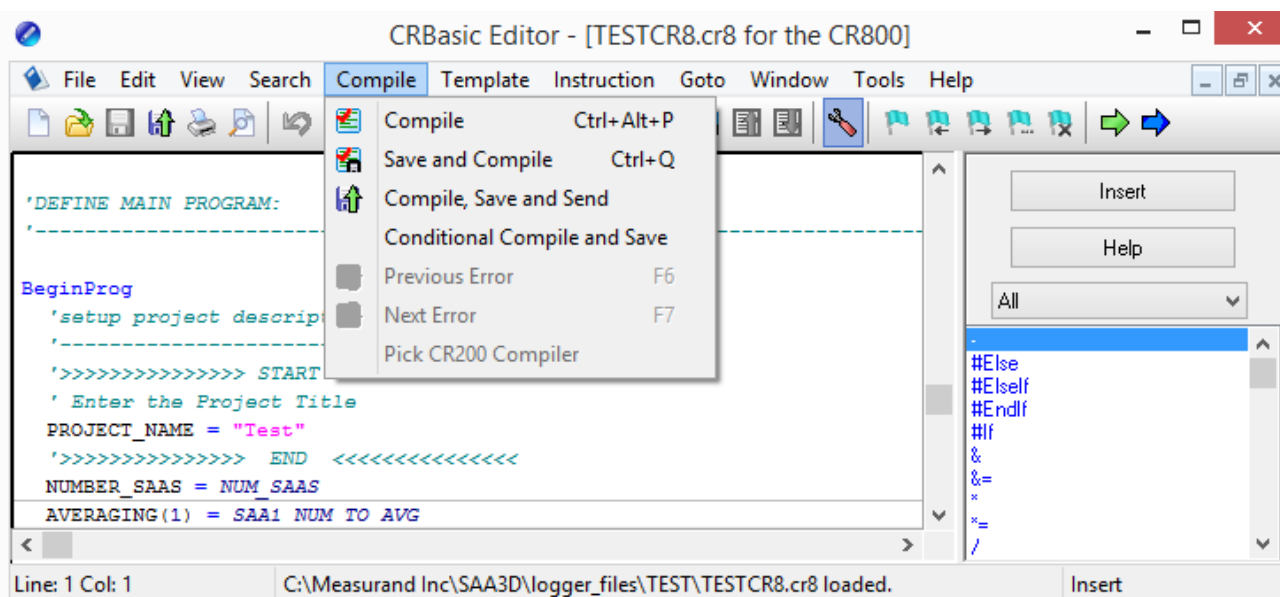 CRBasic Editor - [TESTCR8.cr8 for the CR800]
File Edit View Search Compile Template Instruction Goto Window Tools Help
Compile Ctrl+Alt+P
Save and Compile Ctrl+Q
Compile, Save and Send
Conditional Compile and Save
Previous Error F6
Next Error F7
Pick CR200 Compiler
'DEFINE MAIN PROGRAM:
'------------------------------------------------------------------------
BeginProg
'setup project descript
'----------------------
'>>>>>>>>>>>>>>> START
' Enter the Project Title
PROJECT_NAME = "Test"
'>>>>>>>>>>>>>>> END <<<<<<<<<<<<<<<
NUMBER_SAAS = NUM_SAAS
AVERAGING(1) = SAA1 NUM TO AVG
Insert
Help
All
-
#Else
#ElseIf
#EndIf
#If
&
&=
*
*=
/
Line: 1 Col: 1 C:\Measurand Inc\SAA3D\logger_files\TEST\TESTCR8.cr8 loaded. Insert